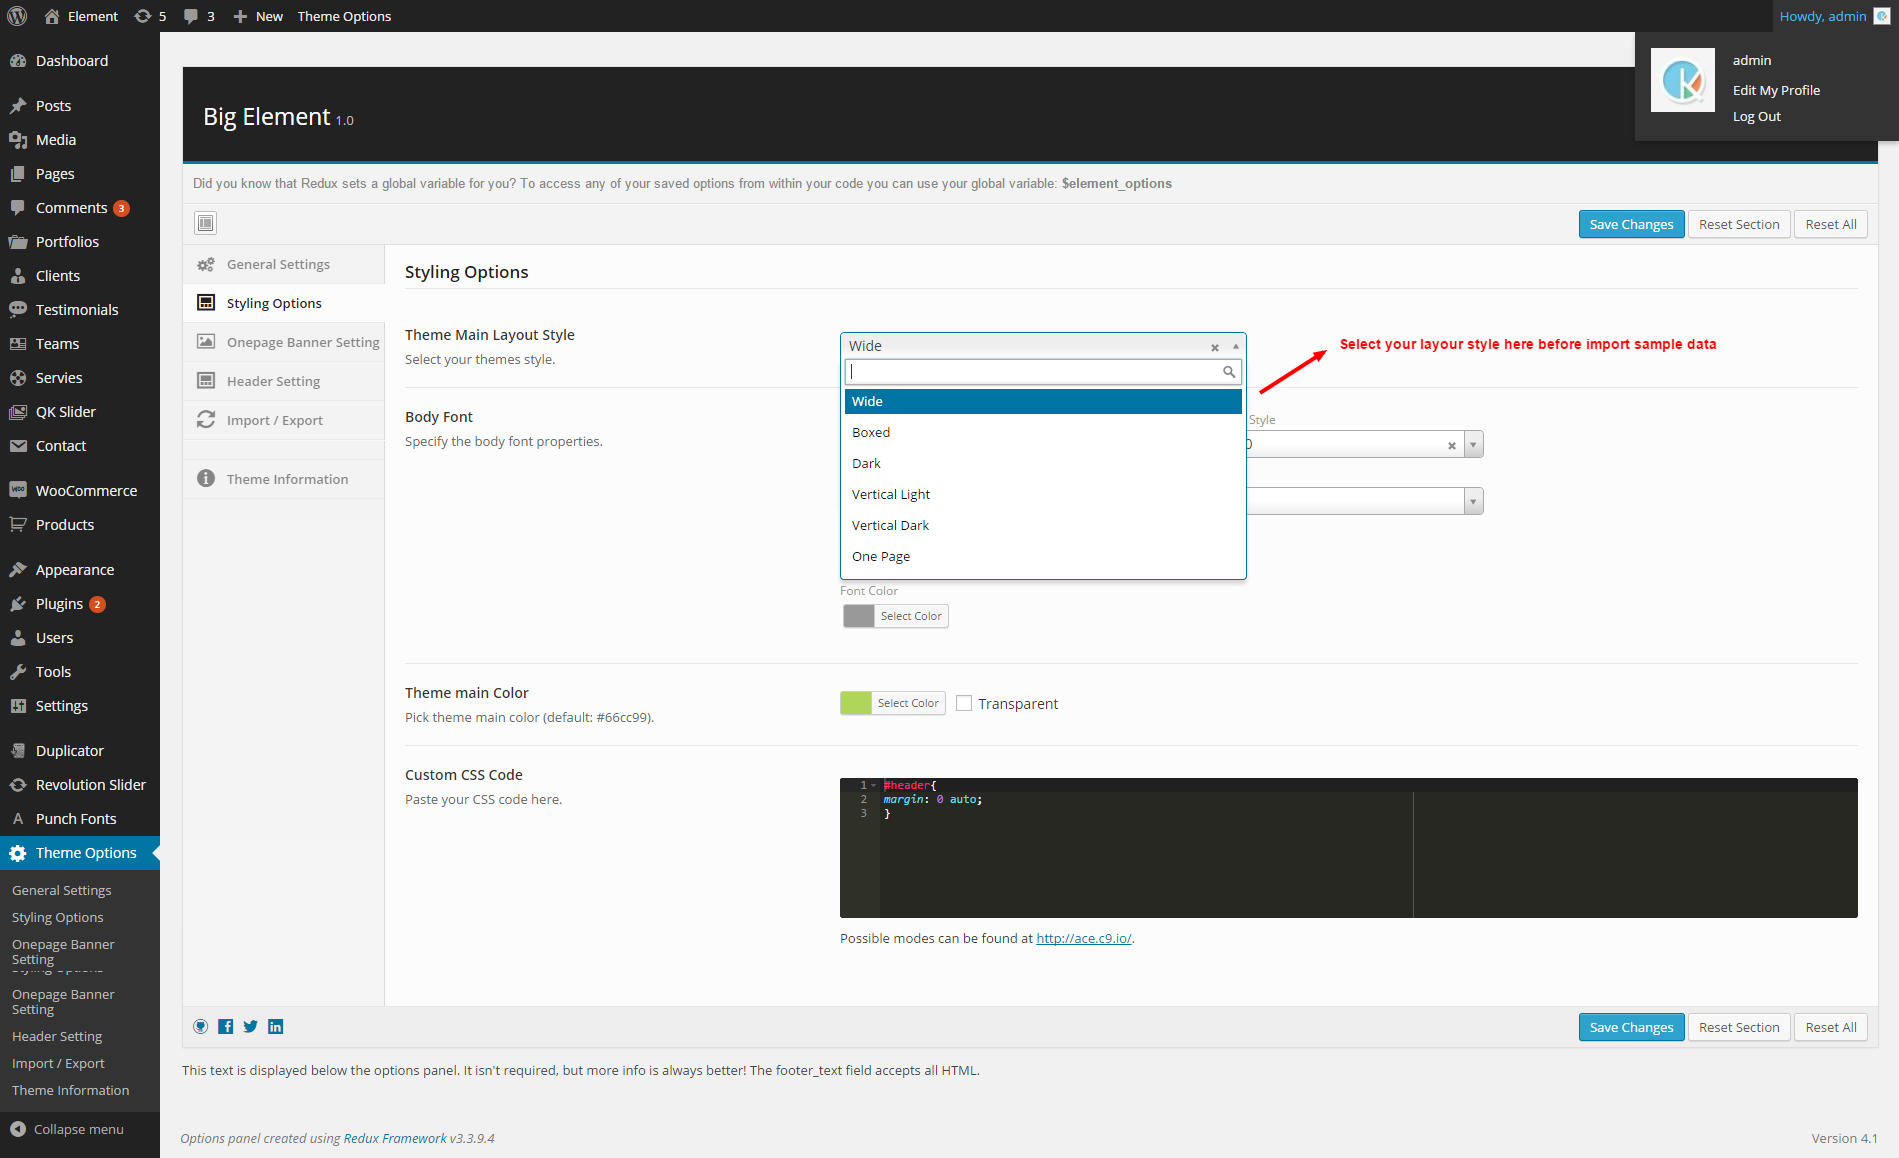 Element 5 3 New Theme Options Howdy, admin
admin
Edit My Profile
Log Out
Dashboard
Posts
Media
Pages
Comments 3
Portfolios
Clients
Testimonials
Teams
Servies
QK Slider
Contact
WooCommerce
Products
Appearance
Plugins 2
Users
Tools
Settings
Duplicator
Revolution Slider
Punch Fonts
Theme Options
General Settings
Styling Options
Onepage Banner
Setting
Styling Options
Onepage Banner
Setting
Header Setting
Import / Export
Theme Information
Collapse menu
Big Element 1.0
Did you know that Redux sets a global variable for you? To access any of your saved options from within your code you can use your global variable: $element_options
Save Changes Reset Section Reset All
General Settings
Styling Options
Onepage Banner Setting
Header Setting
Import / Export
Theme Information
Styling Options
Theme Main Layout Style
Select your themes style.
Wide
Wide
Boxed
Dark
Vertical Light
Vertical Dark
One Page
Select your layour style here before import sample data
Body Font
Specify the body font properties.
Style
0
Font Color
Select Color
Theme main Color
Pick theme main color (default: #66cc99).
Select Color Transparent
Custom CSS Code
Paste your CSS code here.
1 #header{
2 margin: 0 auto;
3 }
Possible modes can be found at http://ace.c9.io/.
Save Changes Reset Section Reset All
This text is displayed below the options panel. It isn't required, but more info is always better! The footer_text field accepts all HTML.
Options panel created using Redux Framework v3.3.9.4
Version 4.1